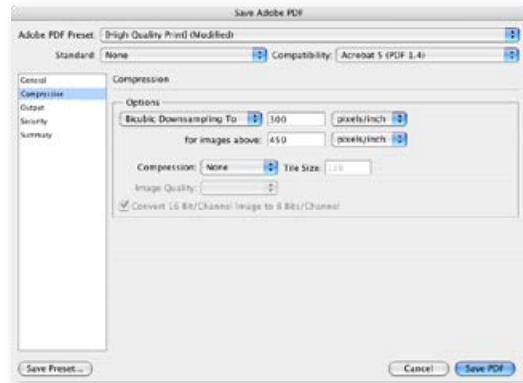 Save Adobe PDF
Adobe PDF Preset: [High Quality Print] (Modified)
Standard: None Compatibility: Acrobat 5 (PDF 1.4)
General
Compression
Output
Security
Summary
Compression
Options
Bicubic Downsampling To 300 pixels/inch
for images above: 450 pixels/inch
Compression: None Tile Size: 128
Image Quality:
Convert 16 Bit/Channel Image to 8 Bits/Channel
Save Preset... Cancel Save PDF